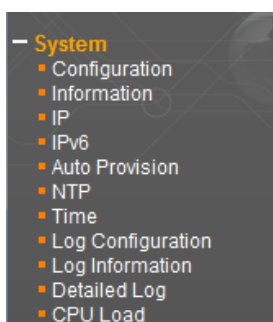 System
Configuration
Information
IP
IPv6
Auto Provision
NTP
Time
Log Configuration
Log Information
Detailed Log
CPU Load